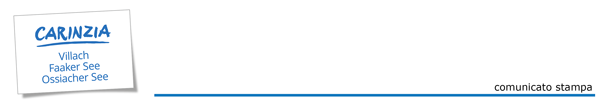 CARINZIA
Villach
Faaker See
Ossiacher See
comunicato stampa